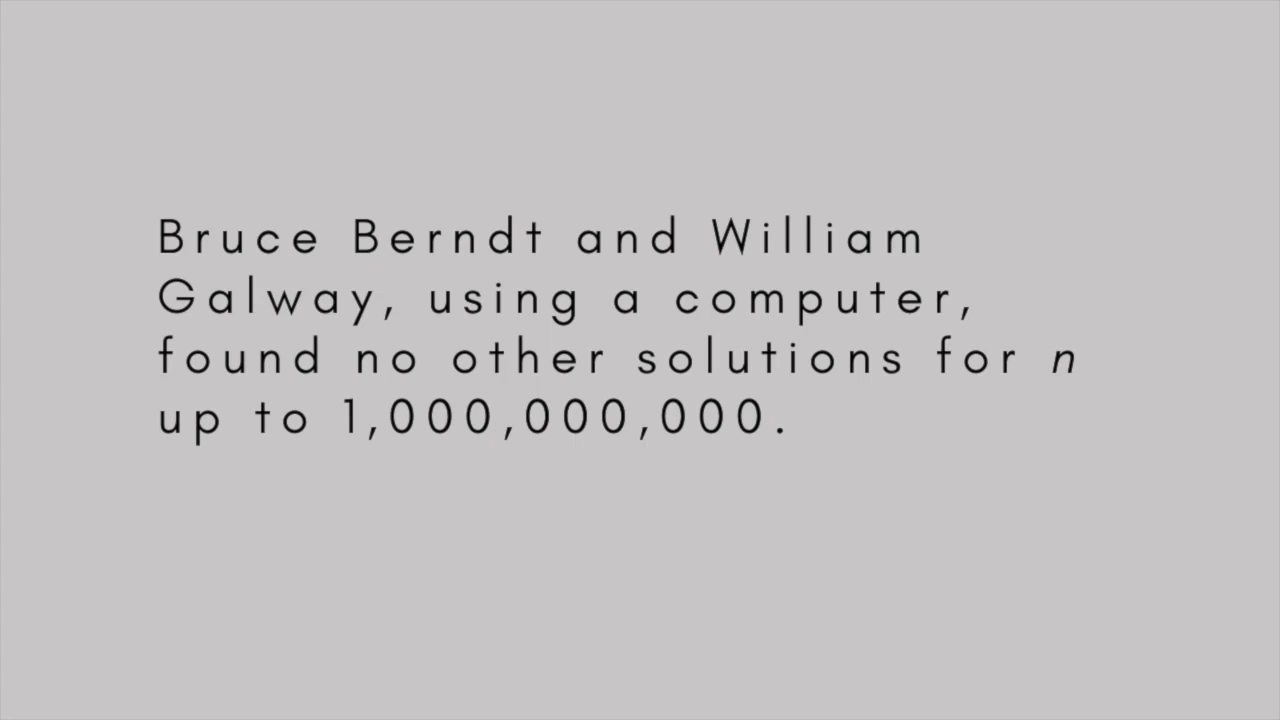 Bruce Berndt and William
Galway, using a computer,
found no other solutions for n
up to 1,000,000,000.